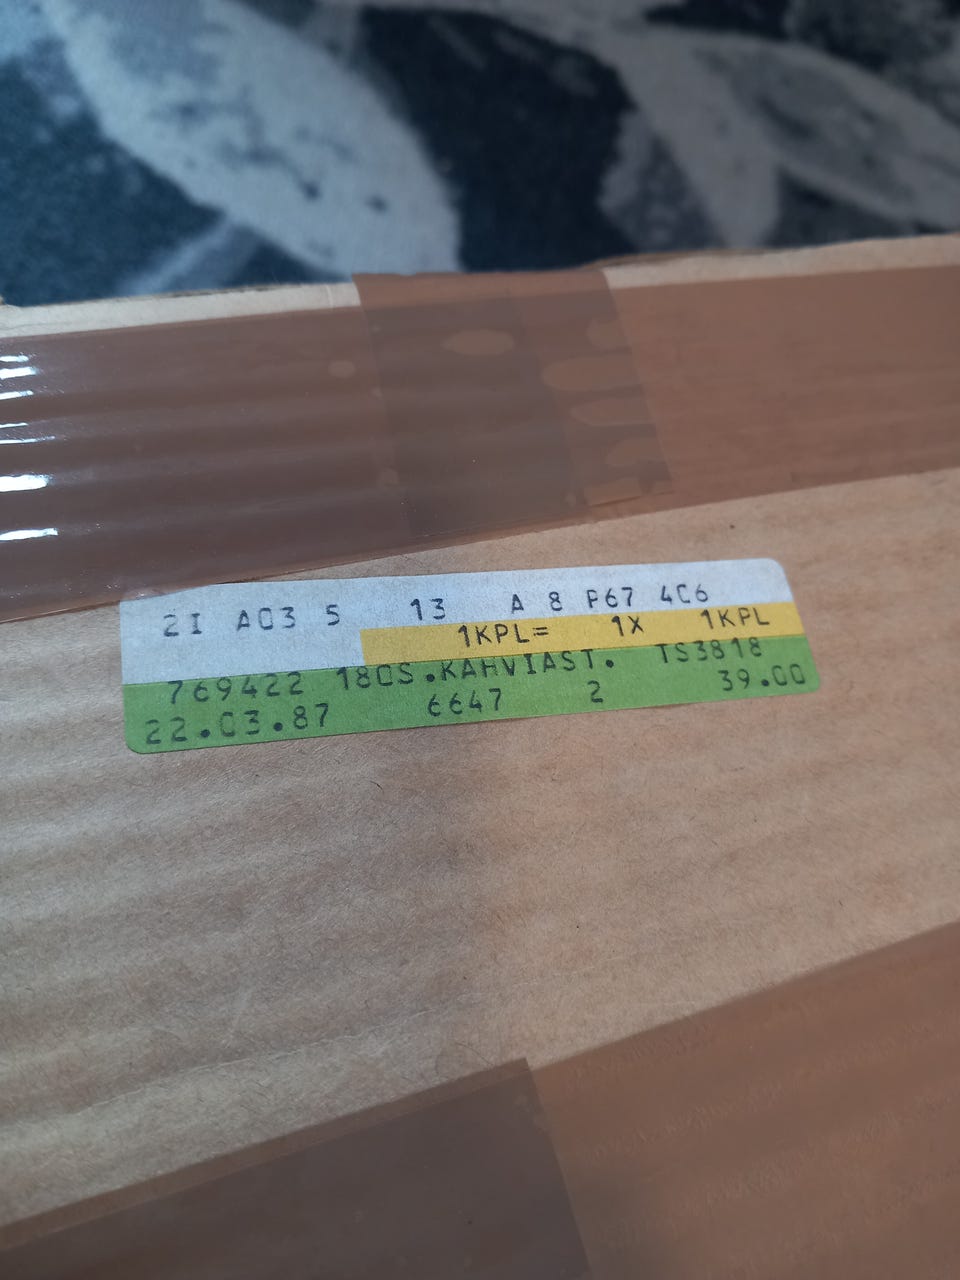 2I A03 5 13 A 8 P67 4C6
1KPL= 1X 1KPL
769422 18OS.KAHVIAST. TS3818
22.03.87 6647 2 39.00